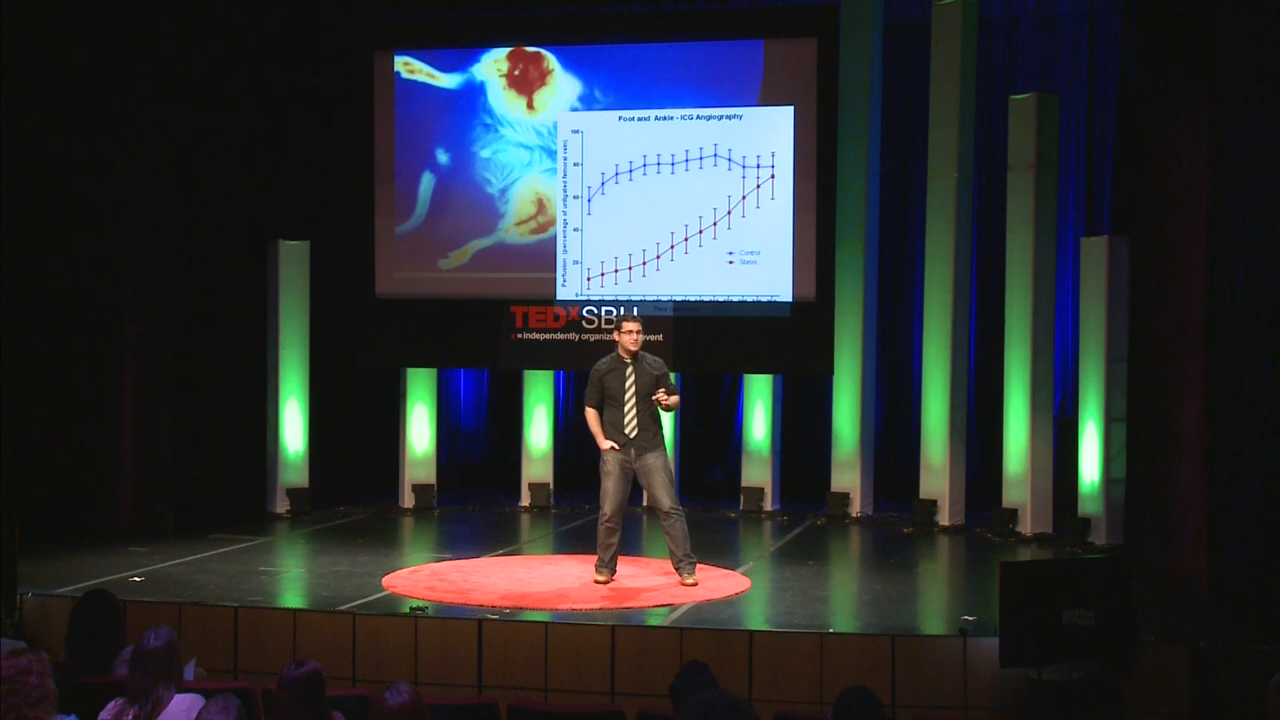 Foot and Ankle - ICG Angiography
100
80
60
40
20
0
Perfusion (percentage of unligated femoral vein)
Control
Stasis
TEDxSBU
x = independently organized event